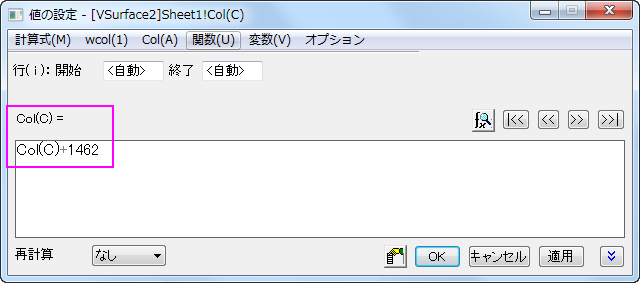 値の設定 - [VSurface2]Sheet1!Col(C)
計算式(M) wcol(1) Col(A) 関数(U) 変数(V) オプション
行(i): 開始 <自動> 終了 <自動>
Col(C) =
|<< << >> >>|
Col(C)+1462
再計算 なし OK キャンセル 適用